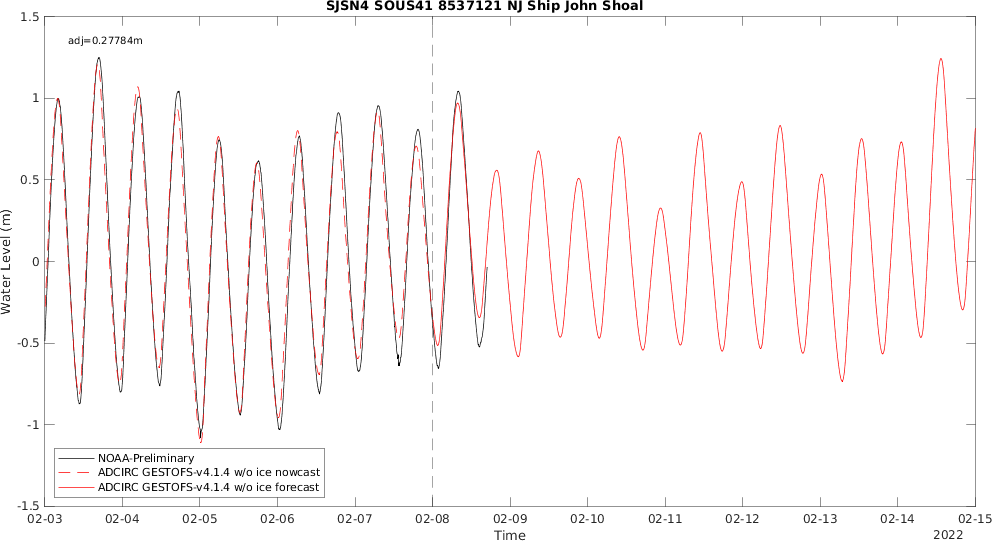 SJSN4 SOUS41 8537121 NJ Ship John Shoal
adj=0.27784m
1.5
1
0.5
0
-0.5
-1
-1.5
Water Level (m)
NOAA-Preliminary
ADCIRC GESTOFS-v4.1.4 w/o ice nowcast
ADCIRC GESTOFS-v4.1.4 w/o ice forecast
02-03 02-04 02-05 02-06 02-07 02-08 02-09 02-10 02-11 02-12 02-13 02-14 02-15
Time
2022